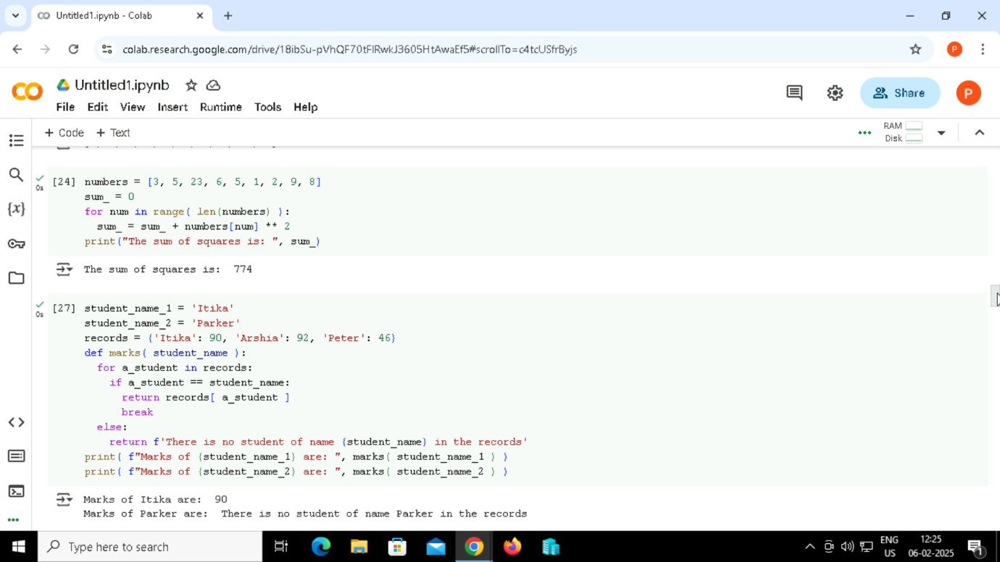 Untitled1.ipynb - Colab
colab.research.google.com/drive/18ibSu-pVhQF70tFlRwkJ3605HtAwaEf5#scrollTo=c4tcUSfrByjs
P
CO
Untitled1.ipynb
File Edit View Insert Runtime Tools Help
Share
P
+ Code + Text
RAM
Disk
[24] numbers = [3, 5, 23, 6, 5, 1, 2, 9, 8]
0s
sum_ = 0
for num in range( len(numbers) ):
sum_ = sum_ + numbers[num] ** 2
print("The sum of squares is: ", sum_)
The sum of squares is:  774
[27] student_name_1 = 'Itika'
0s
student_name_2 = 'Parker'
records = {'Itika': 90, 'Arshia': 92, 'Peter': 46}
def marks( student_name ):
for a_student in records:
if a_student == student_name:
return records[ a_student ]
break
else:
return f'There is no student of name {student_name} in the records'
print( f"Marks of {student_name_1} are: ", marks( student_name_1 ) )
print( f"Marks of {student_name_2} are: ", marks( student_name_2 ) )
Marks of Itika are:  90
Marks of Parker are:  There is no student of name Parker in the records
{x}
Type here to search
ENG
US
12:25
06-02-2025
1